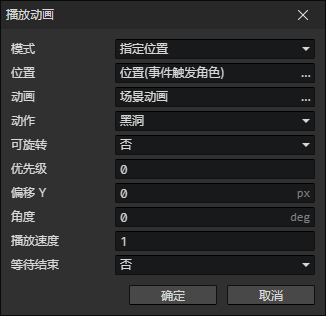 播放动画
模式 指定位置
位置 位置(事件触发角色) ...
动画 场景动画 ...
动作 黑洞
可旋转 否
优先级 0
偏移 Y 0 px
角度 0 deg
播放速度 1
等待结束 否
确定 取消